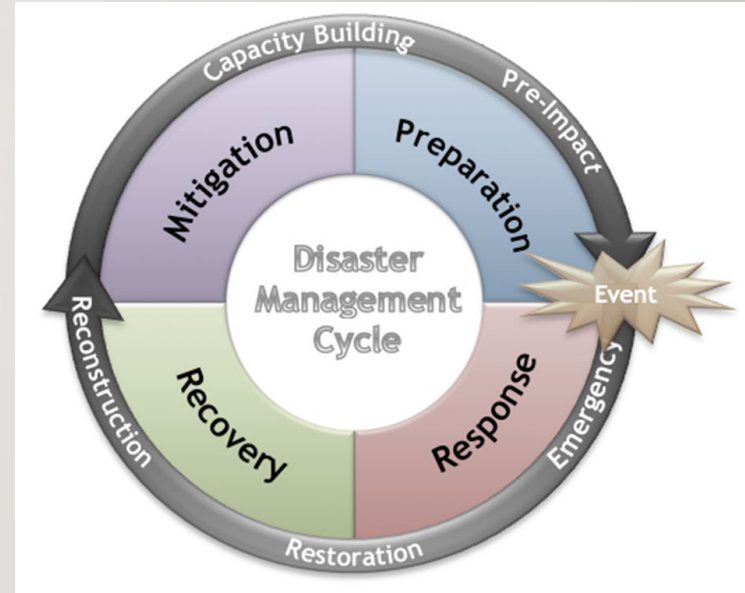 Capacity Building
Pre-Impact
Mitigation
Preparation
Disaster
Management
Cycle
Event
Reconstruction
Recovery
Response
Emergency
Restoration